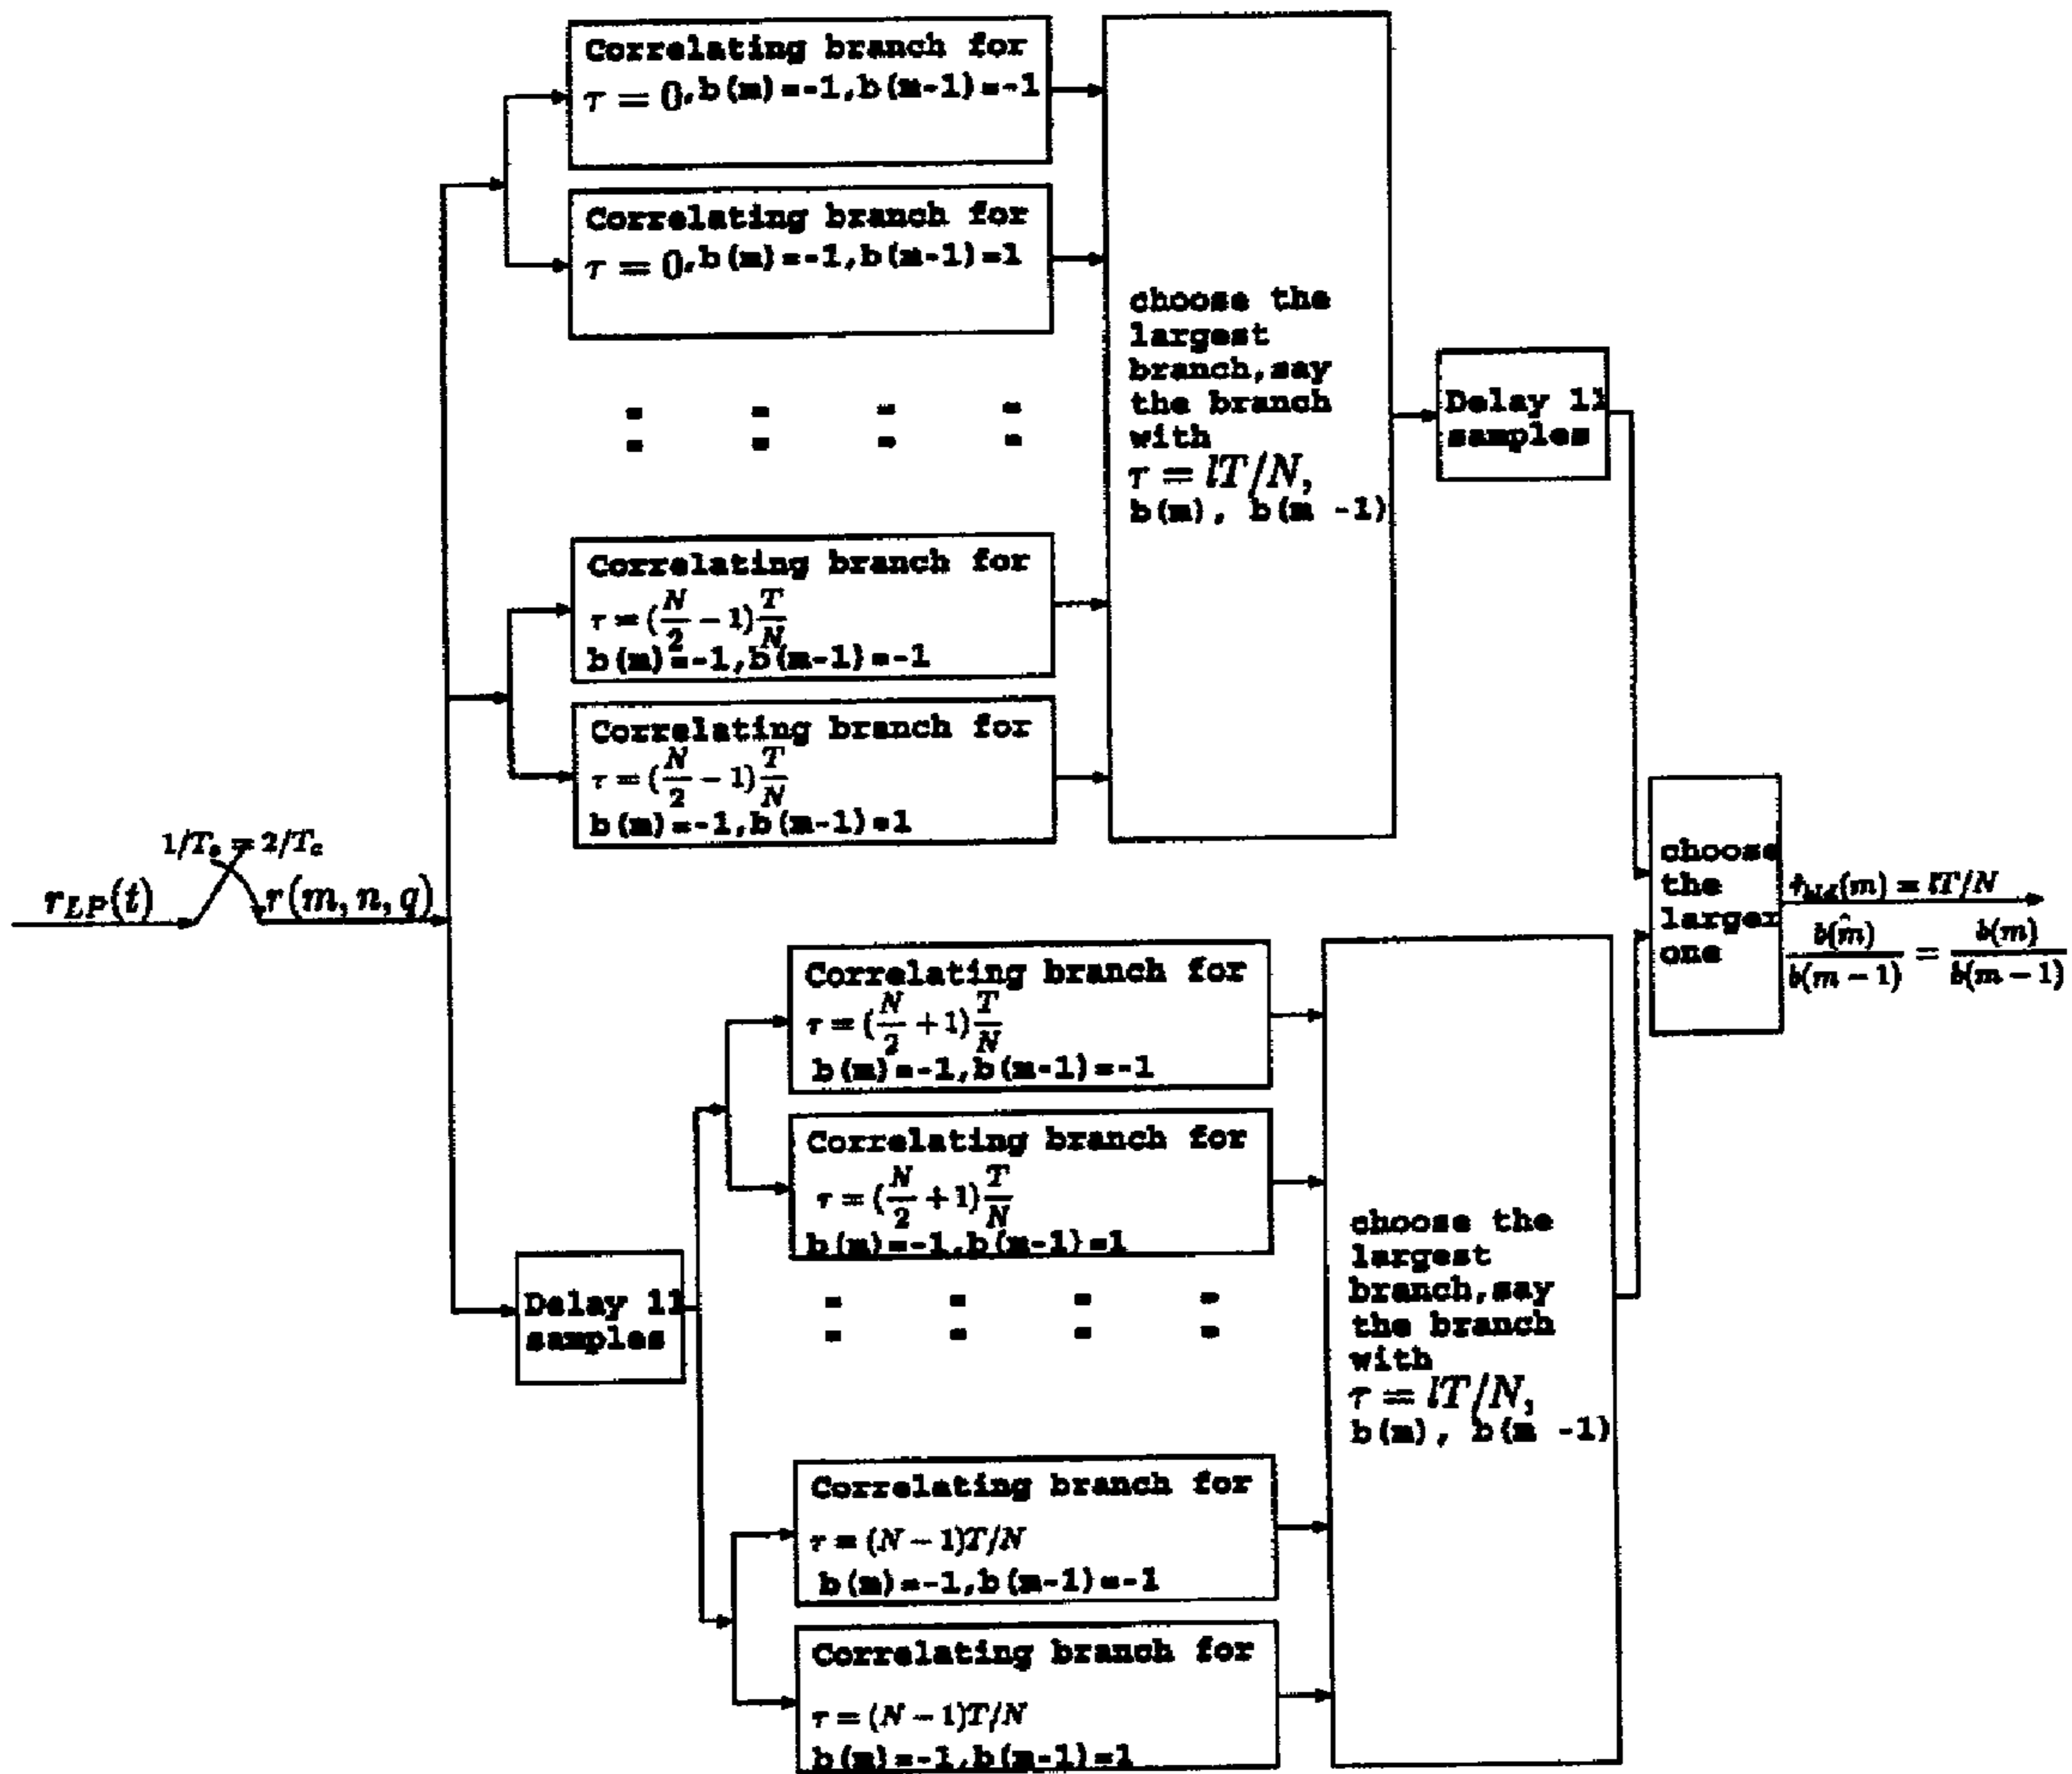 Correlating branch for
τ = 0, b(m)=-1,b(m-1)=-1
Correlating branch for
τ = 0, b(m)=-1,b(m-1)=1
choose the
largest
branch,say
the branch
with
τ = lT/N,
b(m), b(m -1)
Delay 11
samples
Correlating branch for
τ = (N/2 − 1) T/N
b(m)=-1,b(m-1)=-1
Correlating branch for
τ = (N/2 − 1) T/N
b(m)=-1,b(m-1)=1
1/Ts = 2/Tc
r_LP(t)
r(m, n, q)
choose
the
larger
one
(m) = lT/N
b̂(m)/b(m − 1) = b(m)/b(m − 1)
Correlating branch for
τ = (N/2 + 1) T/N
b(m)=-1,b(m-1)=-1
Correlating branch for
τ = (N/2 + 1) T/N
b(m)=-1,b(m-1)=1
Delay 11
samples
choose the
largest
branch,say
the branch
with
τ = lT/N,
b(m), b(m -1)
Correlating branch for
τ = (N − 1)T/N
b(m)=-1,b(m-1)=-1
Correlating branch for
τ = (N − 1)T/N
b(m)=-1,b(m-1)=1